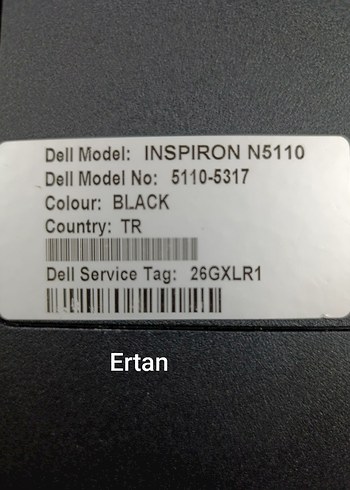 Dell Model: INSPIRON N5110
Dell Model No: 5110-5317
Colour: BLACK
Country: TR
Dell Service Tag: 26GXLR1
Ertan